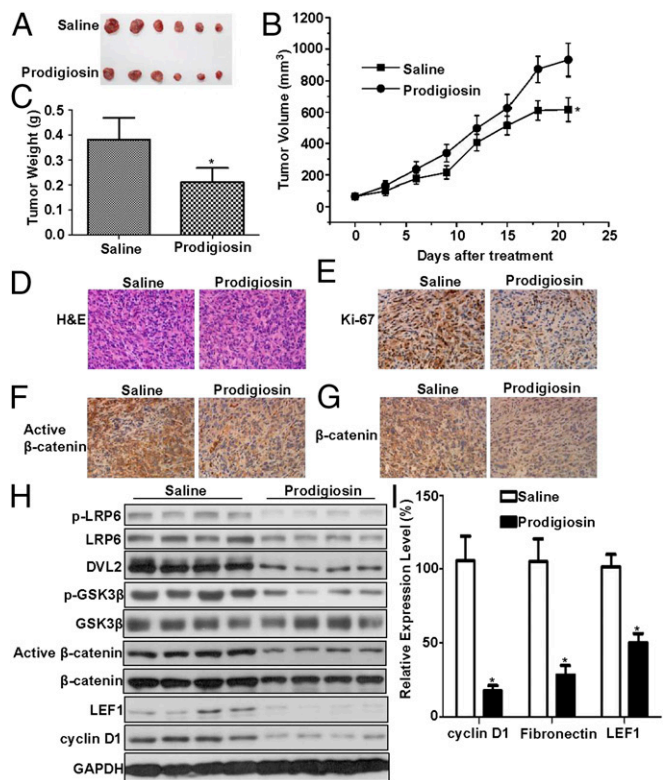 A
Saline
Prodigiosin
B
Tumor Volume (mm³)
1200
1000
800
600
400
200
0
Saline
Prodigiosin
*
0 5 10 15 20 25
Days after treatment
C
Tumor Weight (g)
0.5
0.4
0.3
0.2
0.1
0.0
*
Saline Prodigiosin
D
Saline Prodigiosin
H&E
E
Saline Prodigiosin
Ki-67
F
Saline Prodigiosin
Active
β-catenin
G
Saline Prodigiosin
β-catenin
H
Saline Prodigiosin
p-LRP6
LRP6
DVL2
p-GSK3β
GSK3β
Active β-catenin
β-catenin
LEF1
cyclin D1
GAPDH
I
Relative Expression Level (%)
150
100
50
0
Saline
Prodigiosin
* * *
cyclin D1 Fibronectin LEF1